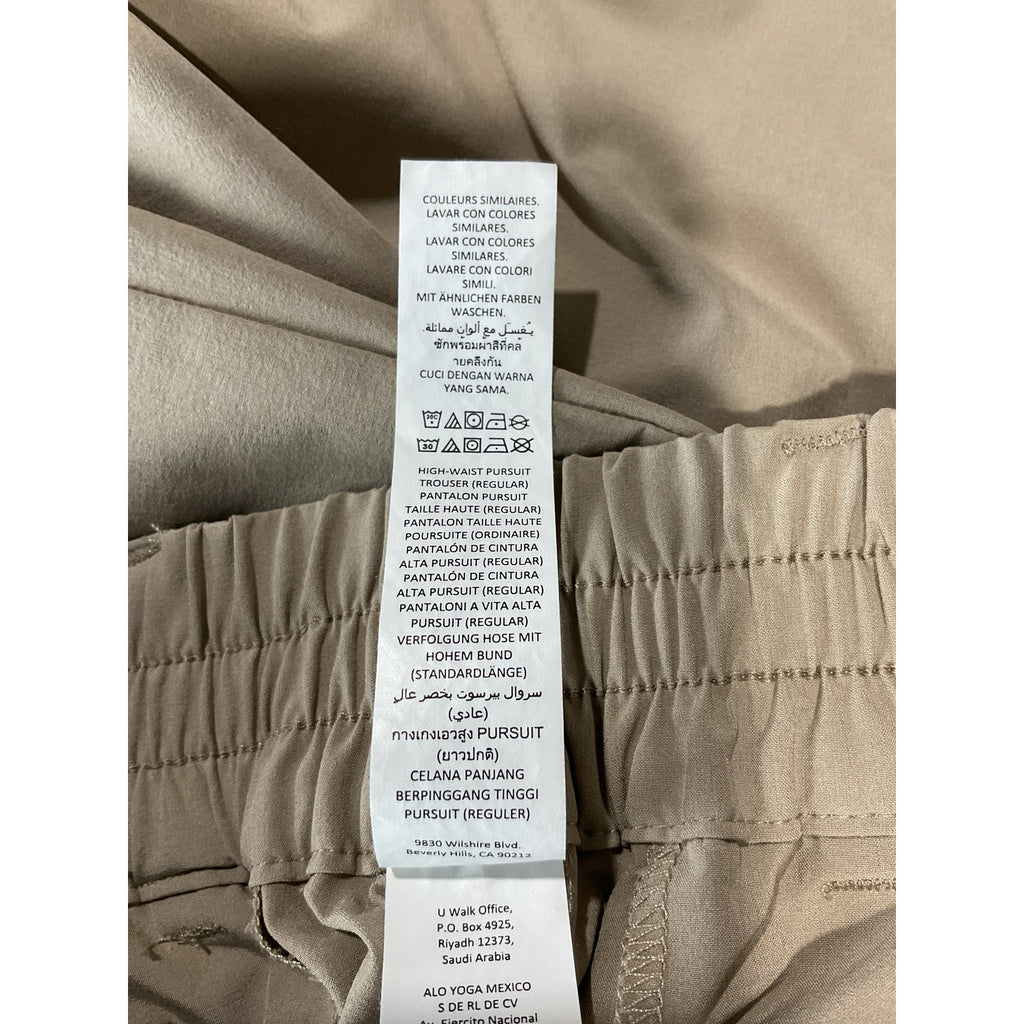 COULEURS SIMILAIRES.
LAVAR CON COLORES
SIMILARES.
LAVAR CON COLORES
SIMILARES.
LAVARE CON COLORI
SIMILI.
MIT ÄHNLICHEN FARBEN
WASCHEN.
يُغسَل مع ألوان مماثلة.
ซักพร้อมผ้าสีที่คล้
ายคลึงกัน
CUCI DENGAN WARNA
YANG SAMA.
30C
30
HIGH-WAIST PURSUIT
TROUSER (REGULAR)
PANTALON PURSUIT
TAILLE HAUTE (REGULAR)
PANTALON TAILLE HAUTE
POURSUITE (ORDINAIRE)
PANTALÓN DE CINTURA
ALTA PURSUIT (REGULAR)
PANTALÓN DE CINTURA
ALTA PURSUIT (REGULAR)
PANTALONI A VITA ALTA
PURSUIT (REGULAR)
VERFOLGUNG HOSE MIT
HOHEM BUND
(STANDARDLÄNGE)
سروال بيرسوت بخصر عالٍ
(عادي)
กางเกงเอวสูง PURSUIT
(ยาวปกติ)
CELANA PANJANG
BERPINGGANG TINGGI
PURSUIT (REGULER)
9830 Wilshire Blvd.
Beverly Hills, CA 90212
U Walk Office,
P.O. Box 4925,
Riyadh 12373,
Saudi Arabia
ALO YOGA MEXICO
S DE RL DE CV
Av. Ejercito Nacional